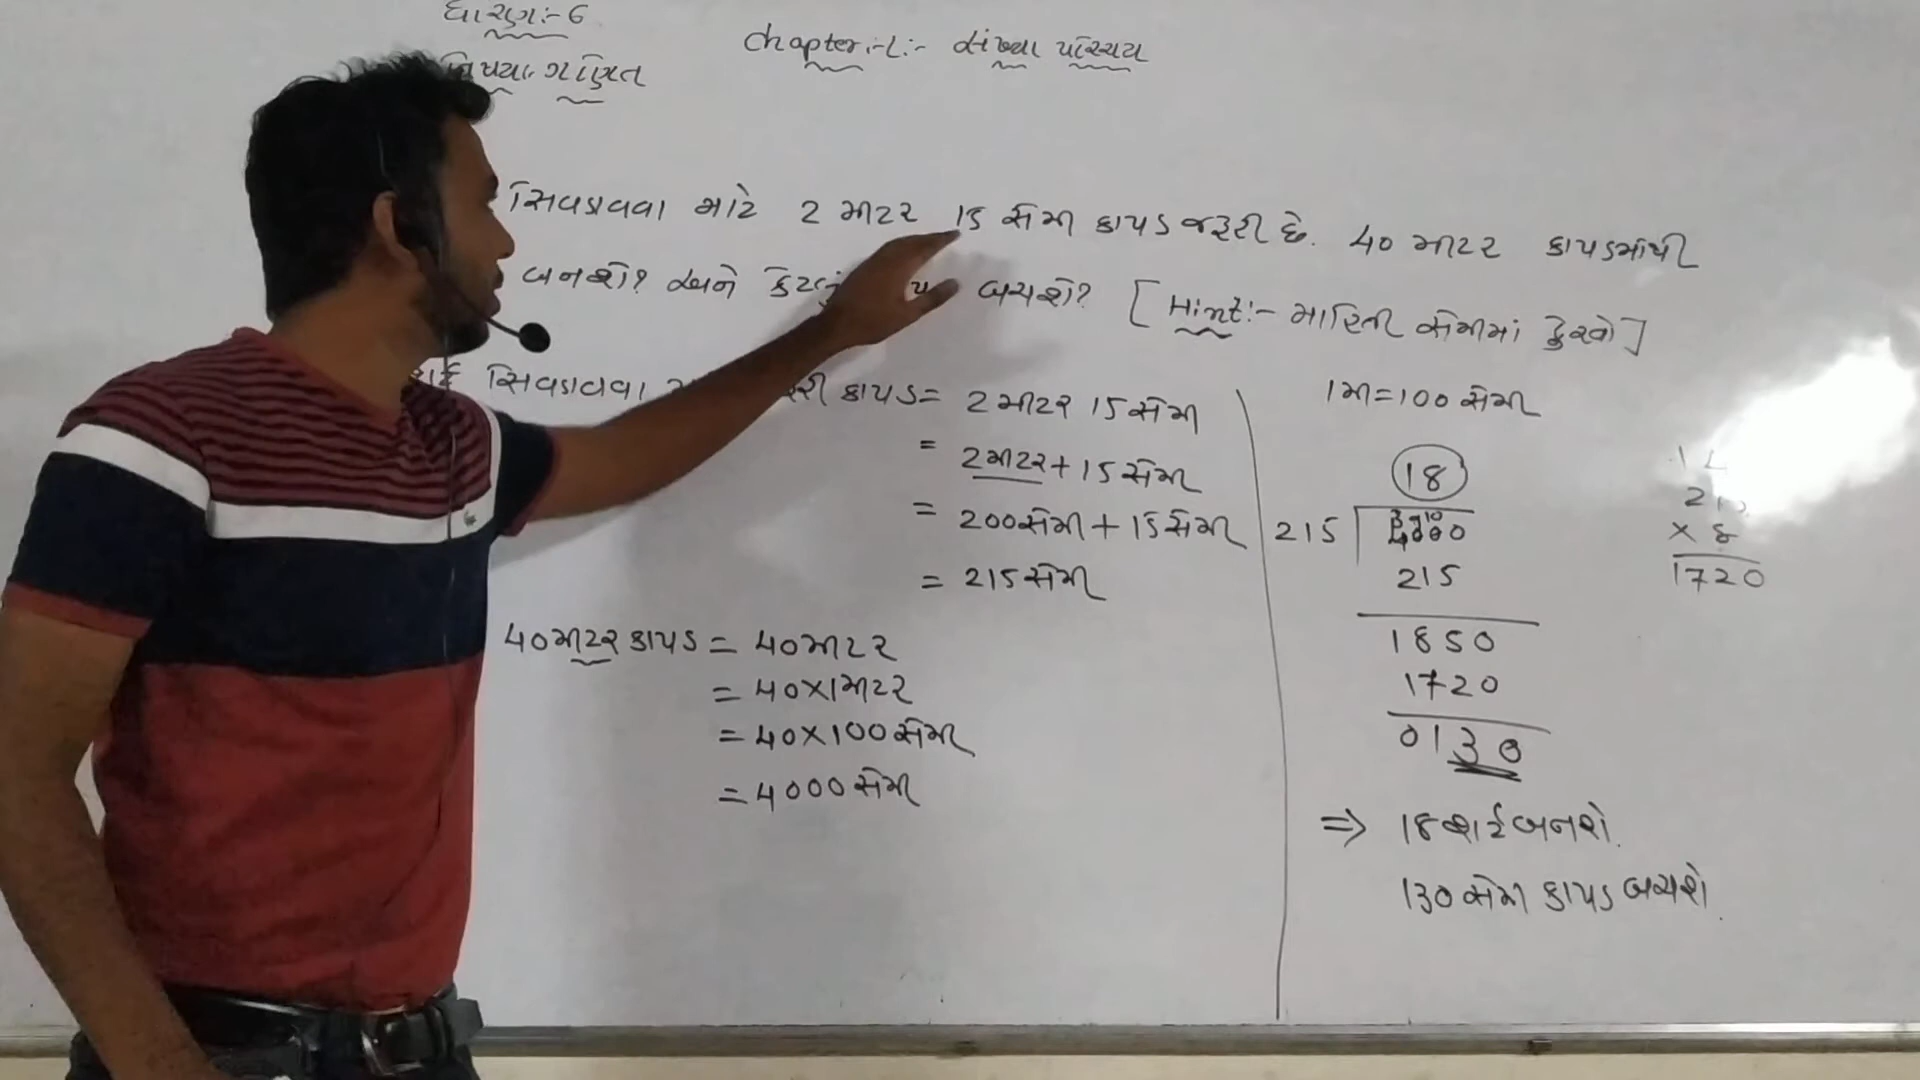 ધોરણ:- 6
Chapter:-1:- સંખ્યા પરિચય
વિષય:- ગણિત
સિવડાવવા માટે 2 મીટર 15 સેમી કાપડ જરૂરી છે. 40 મીટર કાપડમાંથી
બનશે? અને કેટલું બચશે? [Hint:- માહિતી સેમીમાં ફેરવો]
સિવડાવવા કાપડ = 2 મીટર 15 સેમી
= 2 મીટર + 15 સેમી
= 200 સેમી + 15 સેમી
= 215 સેમી
40 મીટર કાપડ = 40 મીટર
= 40 × 1 મીટર
= 40 × 100 સેમી
= 4000 સેમી
1 મી = 100 સેમી
18
215 4000
215
1850
1720
0130
× 8
1720
⇒ 18 શર્ટ બનશે.
130 સેમી કાપડ બચશે.